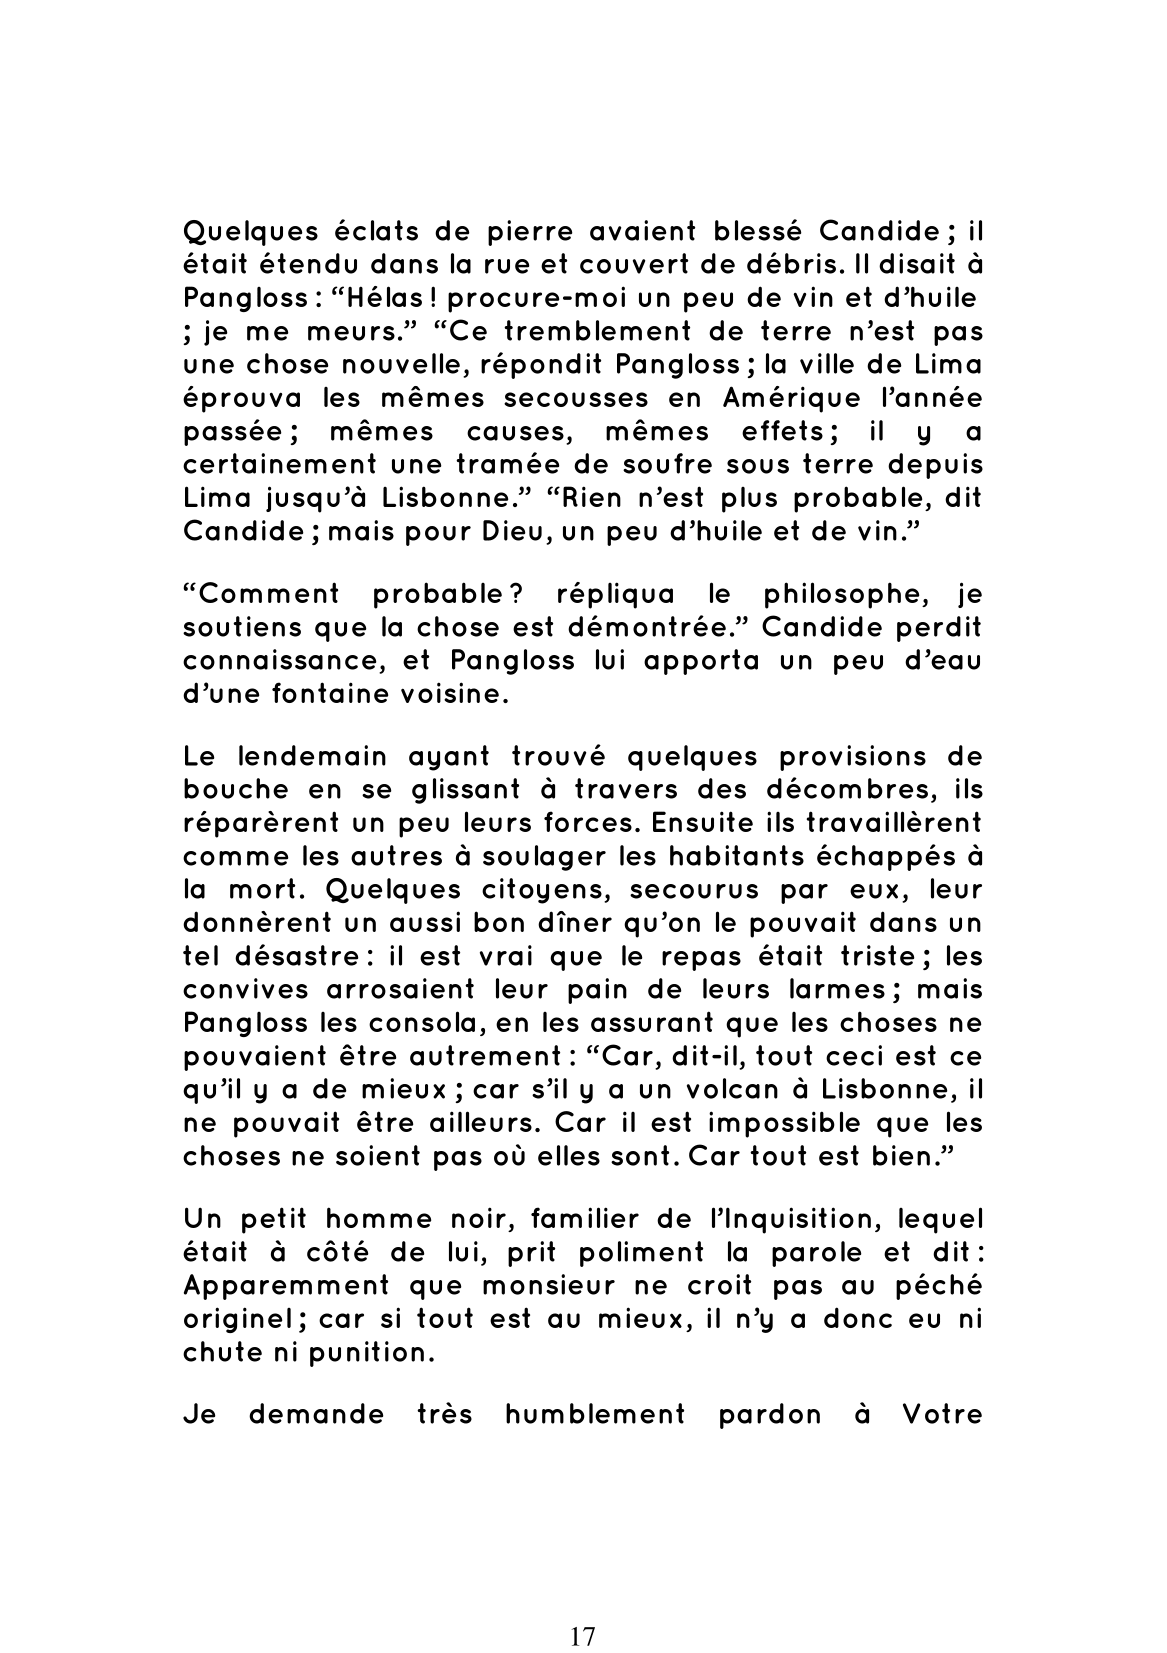 Quelques éclats de pierre avaient blessé Candide ; il
était étendu dans la rue et couvert de débris. Il disait à
Pangloss : “Hélas ! procure-moi un peu de vin et d’huile
; je me meurs.” “Ce tremblement de terre n’est pas
une chose nouvelle, répondit Pangloss ; la ville de Lima
éprouva les mêmes secousses en Amérique l’année
passée ; mêmes causes, mêmes effets ; il y a
certainement une tramée de soufre sous terre depuis
Lima jusqu’à Lisbonne.” “Rien n’est plus probable, dit
Candide ; mais pour Dieu, un peu d’huile et de vin.”
“Comment probable ? répliqua le philosophe, je
soutiens que la chose est démontrée.” Candide perdit
connaissance, et Pangloss lui apporta un peu d’eau
d’une fontaine voisine.
Le lendemain ayant trouvé quelques provisions de
bouche en se glissant à travers des décombres, ils
réparèrent un peu leurs forces. Ensuite ils travaillèrent
comme les autres à soulager les habitants échappés à
la mort. Quelques citoyens, secourus par eux, leur
donnèrent un aussi bon dîner qu’on le pouvait dans un
tel désastre : il est vrai que le repas était triste ; les
convives arrosaient leur pain de leurs larmes ; mais
Pangloss les consola, en les assurant que les choses ne
pouvaient être autrement : “Car, dit-il, tout ceci est ce
qu’il y a de mieux ; car s’il y a un volcan à Lisbonne, il
ne pouvait être ailleurs. Car il est impossible que les
choses ne soient pas où elles sont. Car tout est bien.”
Un petit homme noir, familier de l’Inquisition, lequel
était à côté de lui, prit poliment la parole et dit :
Apparemment que monsieur ne croit pas au péché
originel ; car si tout est au mieux, il n’y a donc eu ni
chute ni punition.
Je demande très humblement pardon à Votre
17